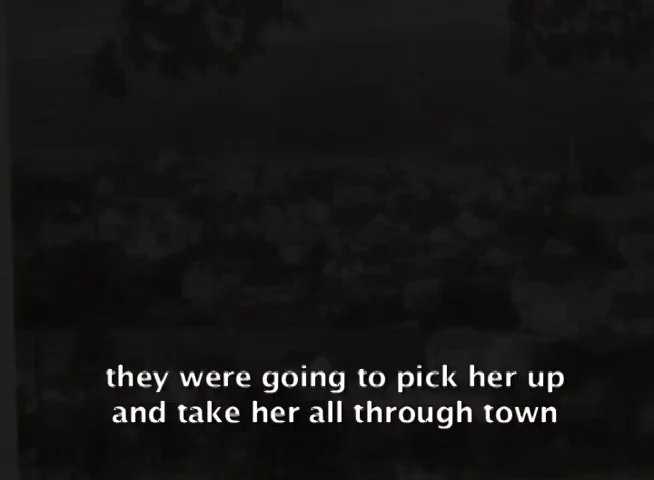 they were going to pick her up
and take her all through town